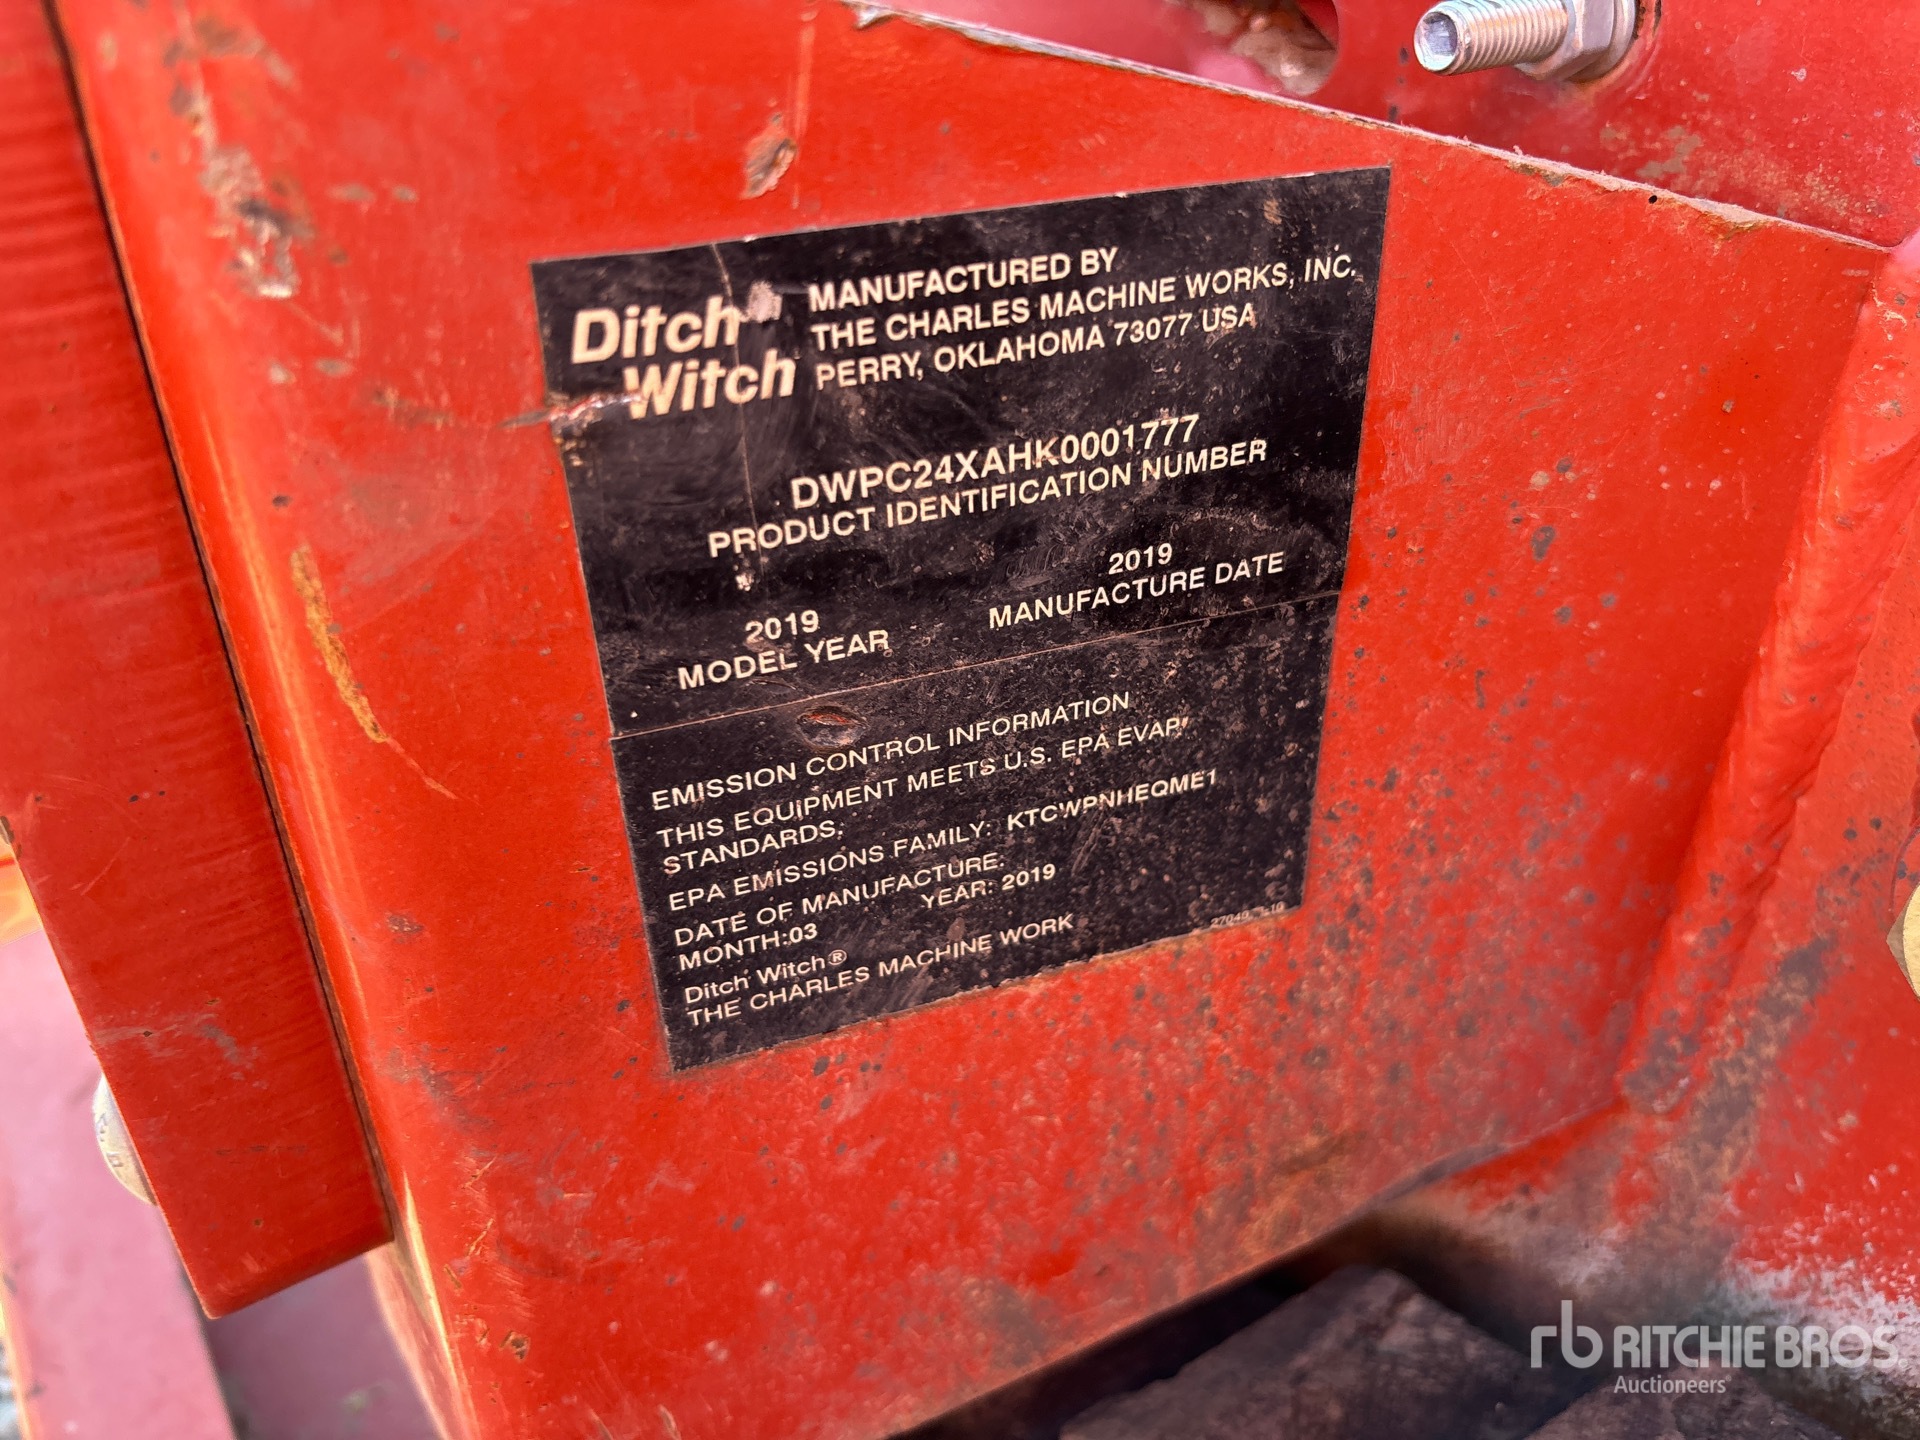 Ditch
Witch
MANUFACTURED BY
THE CHARLES MACHINE WORKS, INC.
PERRY, OKLAHOMA 73077 USA
DWPC24XAHK0001777
PRODUCT IDENTIFICATION NUMBER
2019
MODEL YEAR
2019
MANUFACTURE DATE
EMISSION CONTROL INFORMATION
THIS EQUIPMENT MEETS U.S. EPA EVAP
STANDARDS.
EPA EMISSIONS FAMILY: KTCWPNHEQME1
DATE OF MANUFACTURE.
MONTH:03 YEAR: 2019
Ditch Witch®
THE CHARLES MACHINE WORK
rb RITCHIE BROS.
Auctioneers